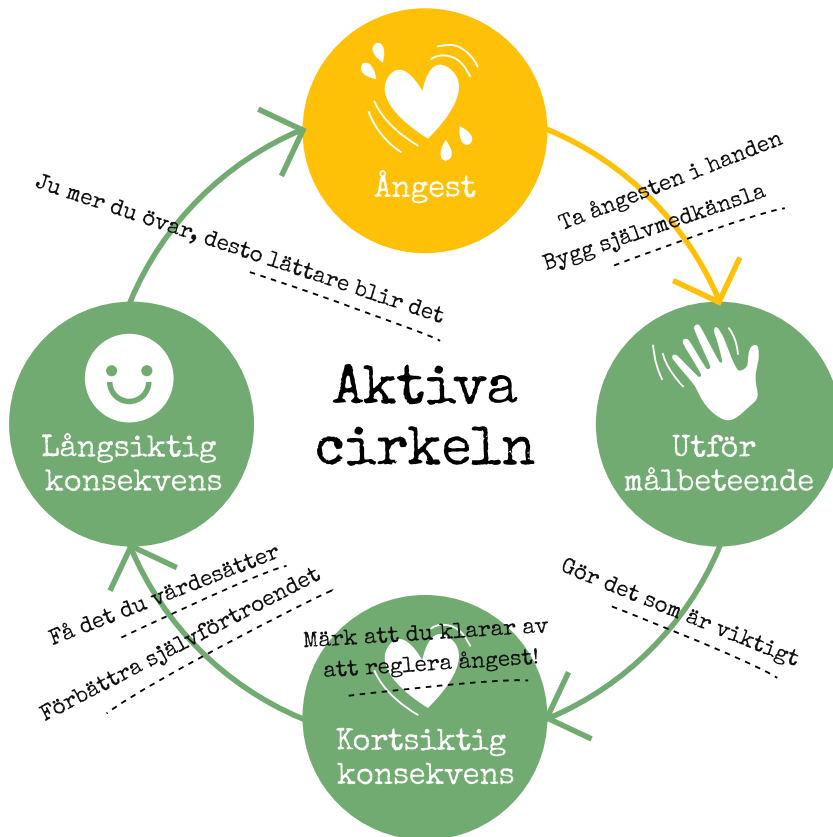 Ångest
Ta ångesten i handen
Bygg självmedkänsla
Ju mer du övar, desto lättare blir det
Aktiva
cirkeln
Långsiktig
konsekvens
Utför
målbeteende
Gör det som är viktigt
Få det du värdesätter
Förbättra självförtroendet
Märk att du klarar av
att reglera ångest!
Kortsiktig
konsekvens